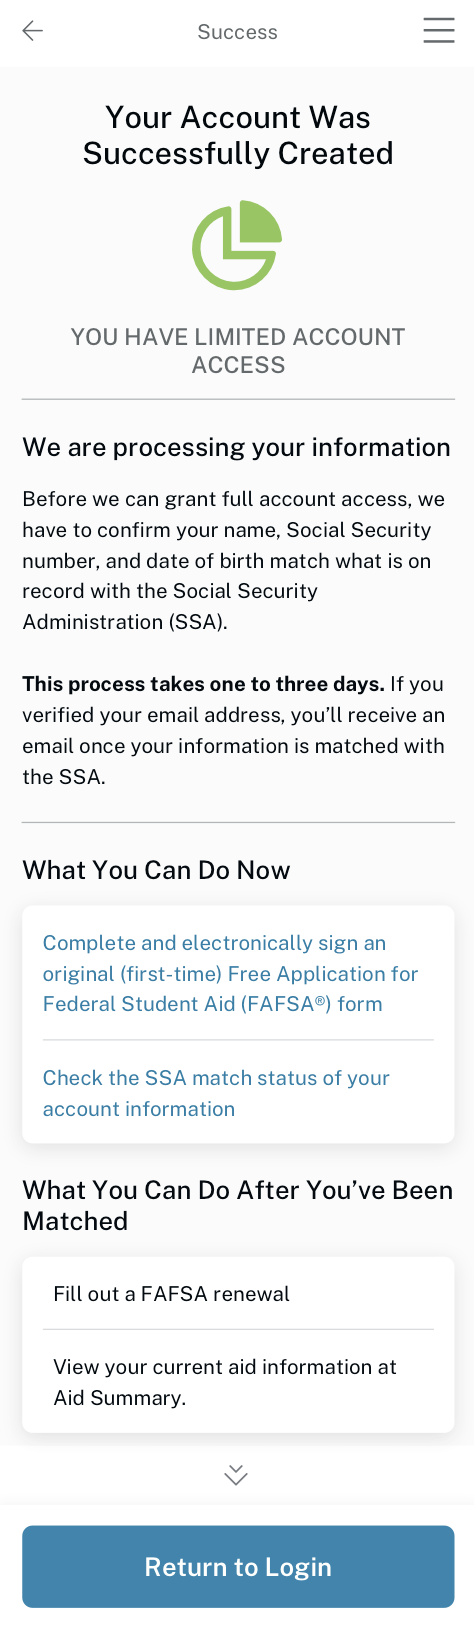 Success
Your Account Was
Successfully Created
YOU HAVE LIMITED ACCOUNT
ACCESS
We are processing your information
Before we can grant full account access, we
have to confirm your name, Social Security
number, and date of birth match what is on
record with the Social Security
Administration (SSA).
This process takes one to three days. If you
verified your email address, you’ll receive an
email once your information is matched with
the SSA.
What You Can Do Now
Complete and electronically sign an
original (first-time) Free Application for
Federal Student Aid (FAFSA®) form
Check the SSA match status of your
account information
What You Can Do After You’ve Been
Matched
Fill out a FAFSA renewal
View your current aid information at
Aid Summary.
Return to Login